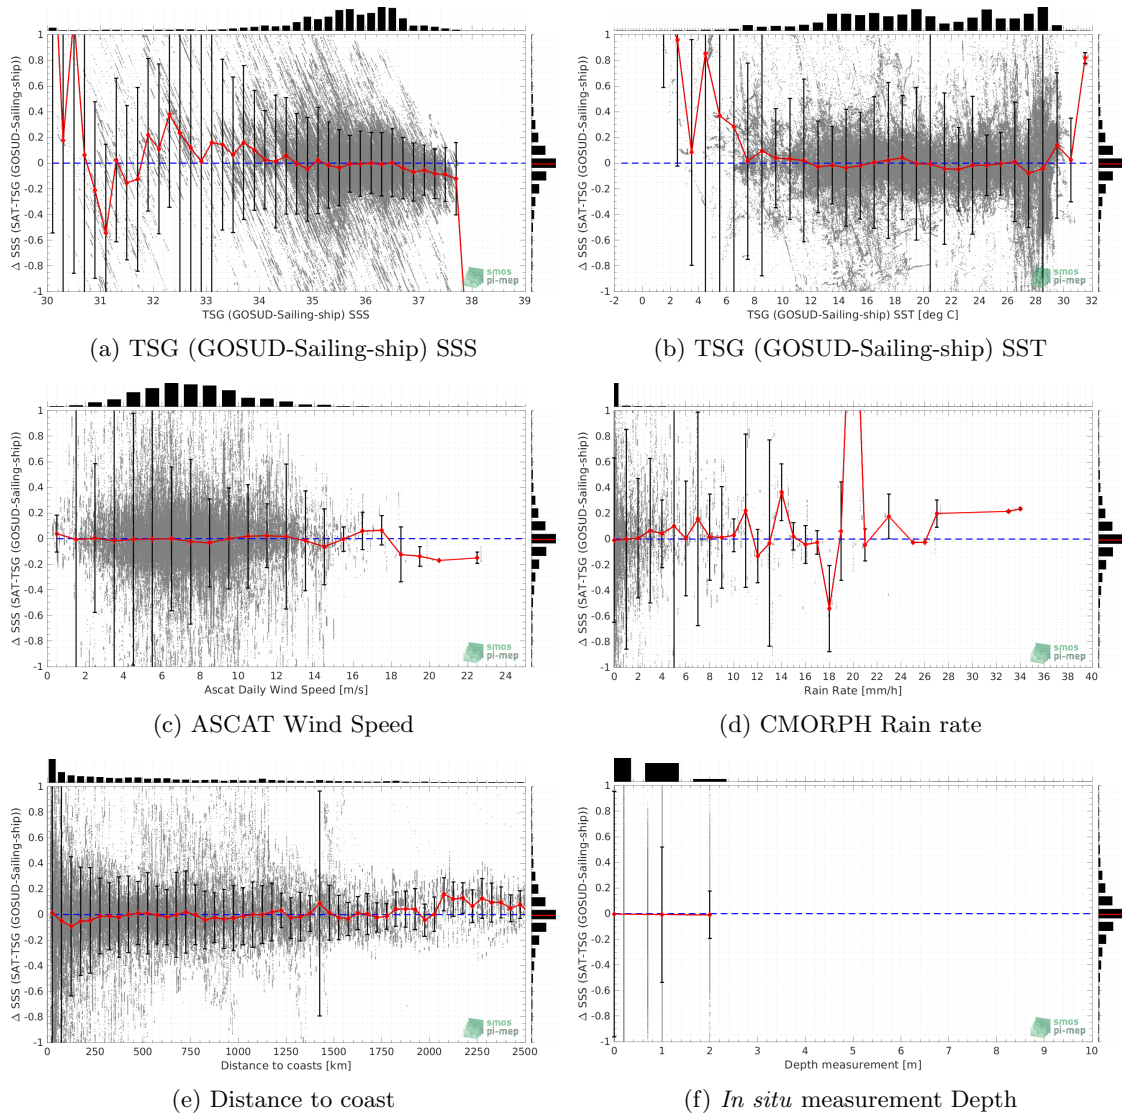 Δ SSS (SAT-TSG (GOSUD-Sailing-ship))
1
0.8
0.6
0.4
0.2
0
-0.2
-0.4
-0.6
-0.8
-1
30 31 32 33 34 35 36 37 38 39
TSG (GOSUD-Sailing-ship) SSS
smos
pi-mep
(a) TSG (GOSUD-Sailing-ship) SSS
Δ SSS (SAT-TSG (GOSUD-Sailing-ship))
1
0.8
0.6
0.4
0.2
0
-0.2
-0.4
-0.6
-0.8
-1
-2 0 2 4 6 8 10 12 14 16 18 20 22 24 26 28 30 32
TSG (GOSUD-Sailing-ship) SST [deg C]
smos
pi-mep
(b) TSG (GOSUD-Sailing-ship) SST
Δ SSS (SAT-TSG (GOSUD-Sailing-ship))
1
0.8
0.6
0.4
0.2
0
-0.2
-0.4
-0.6
-0.8
-1
0 2 4 6 8 10 12 14 16 18 20 22 24
Ascat Daily Wind Speed [m/s]
smos
pi-mep
(c) ASCAT Wind Speed
Δ SSS (SAT-TSG (GOSUD-Sailing-ship))
1
0.8
0.6
0.4
0.2
0
-0.2
-0.4
-0.6
-0.8
-1
0 2 4 6 8 10 12 14 16 18 20 22 24 26 28 30 32 34 36 38 40
Rain Rate [mm/h]
smos
pi-mep
(d) CMORPH Rain rate
Δ SSS (SAT-TSG (GOSUD-Sailing-ship))
1
0.8
0.6
0.4
0.2
0
-0.2
-0.4
-0.6
-0.8
-1
0 250 500 750 1000 1250 1500 1750 2000 2250 2500
Distance to coasts [km]
smos
pi-mep
(e) Distance to coast
Δ SSS (SAT-TSG (GOSUD-Sailing-ship))
1
0.8
0.6
0.4
0.2
0
-0.2
-0.4
-0.6
-0.8
-1
0 1 2 3 4 5 6 7 8 9 10
Depth measurement [m]
smos
pi-mep
(f) In situ measurement Depth